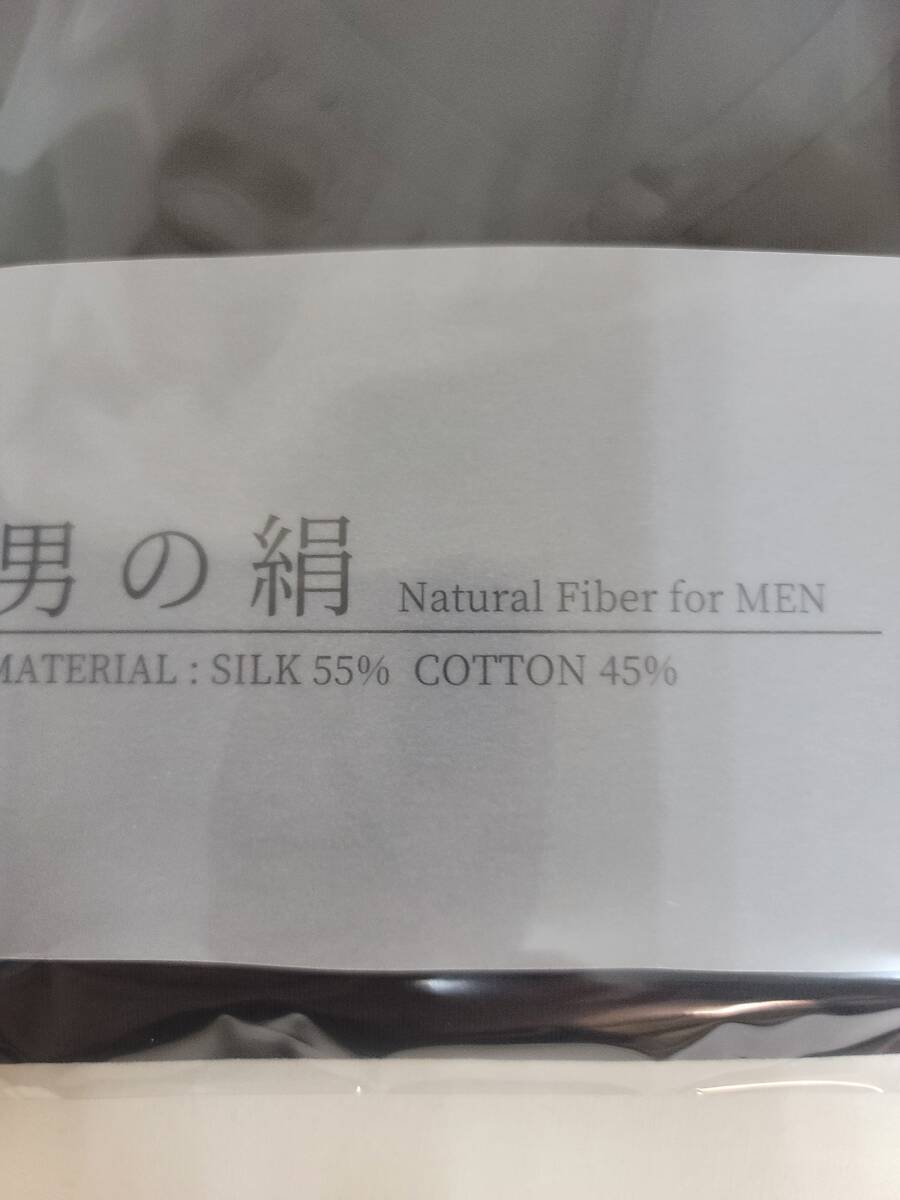 男の絹 Natural Fiber for MEN
MATERIAL : SILK 55% COTTON 45%